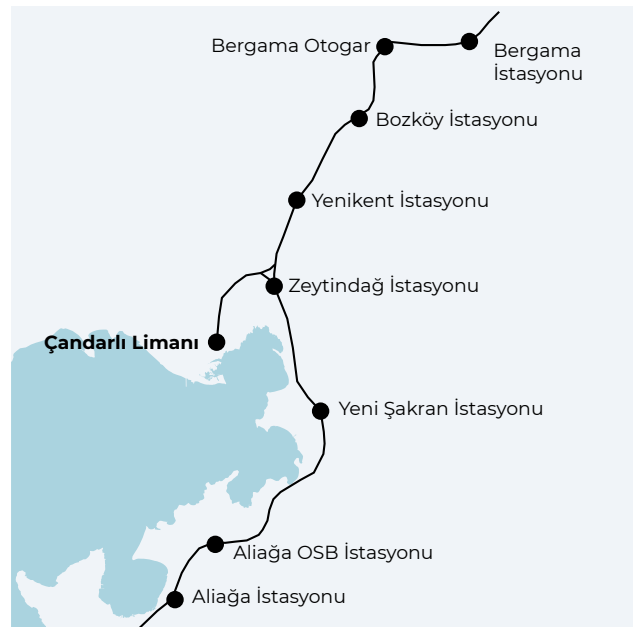 Bergama Otogar
Bergama
İstasyonu
Bozköy İstasyonu
Yenikent İstasyonu
Zeytindağ İstasyonu
Çandarlı Limanı
Yeni Şakran İstasyonu
Aliağa OSB İstasyonu
Aliağa İstasyonu